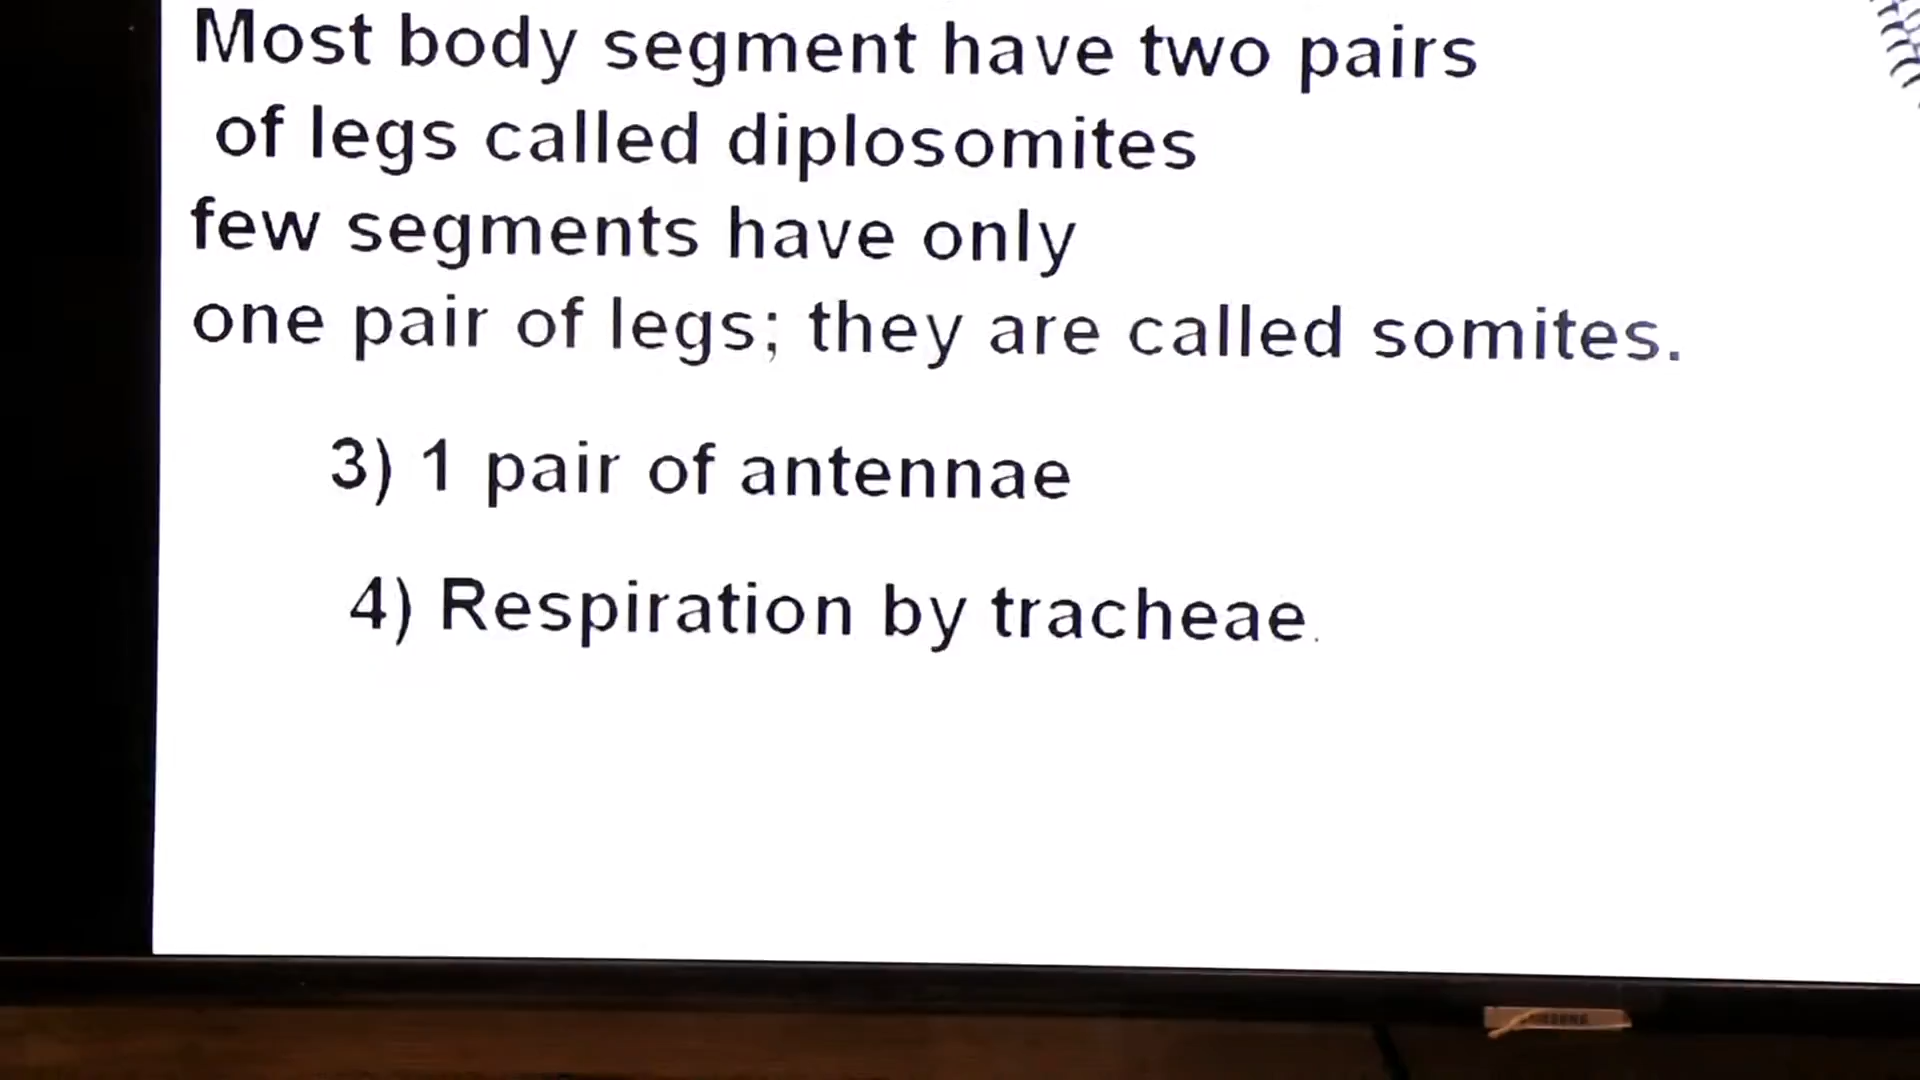 Most body segment have two pairs
of legs called diplosomites
few segments have only
one pair of legs; they are called somites.
3) 1 pair of antennae
4) Respiration by tracheae.